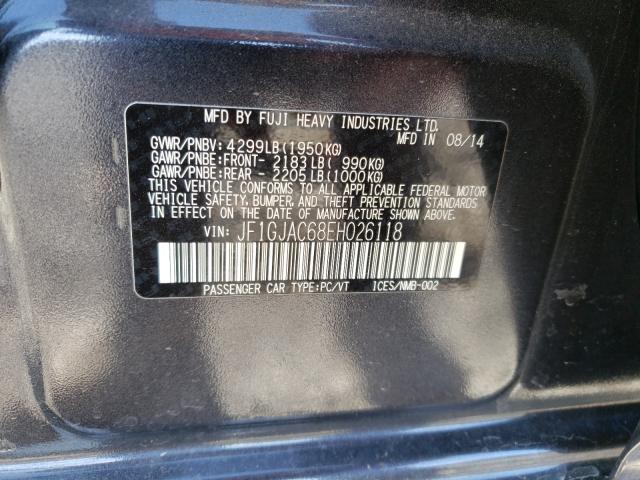 MFD BY FUJI HEAVY INDUSTRIES LTD.
MFD IN 08/14
GVWR/PNBV: 4299LB(1950KG)
GAWR/PNBE:FRONT- 2183LB( 990KG)
GAWR/PNBE:REAR - 2205LB(1000KG)
THIS VEHICLE CONFORMS TO ALL APPLICABLE FEDERAL MOTOR
VEHICLE SAFETY, BUMPER, AND THEFT PREVENTION STANDARDS
IN EFFECT ON THE DATE OF MANUFACTURE SHOWN ABOVE.
VIN: JF1GJAC68EH026118
PASSENGER CAR TYPE:PC/VT ICES/NMB-002